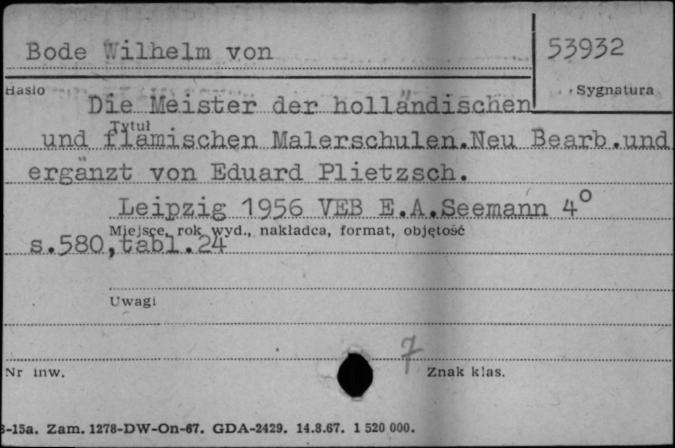 Bode Wilhelm von
53932
Hasło
Sygnatura
Die Meister der holländischen
Tytuł
und flämischen Malerschulen.Neu Bearb.und
ergänzt von Eduard Plietzsch.
Leipzig 1956 VEB E.A.Seemann 4°
Miejsce, rok wyd., nakładca, format, objętość
s.580,tabl.24
Uwagi
7
Nr inw.
Znak klas.
-15a. Zam. 1278-DW-On-67. GDA-2429. 14.8.67. 1 520 000.